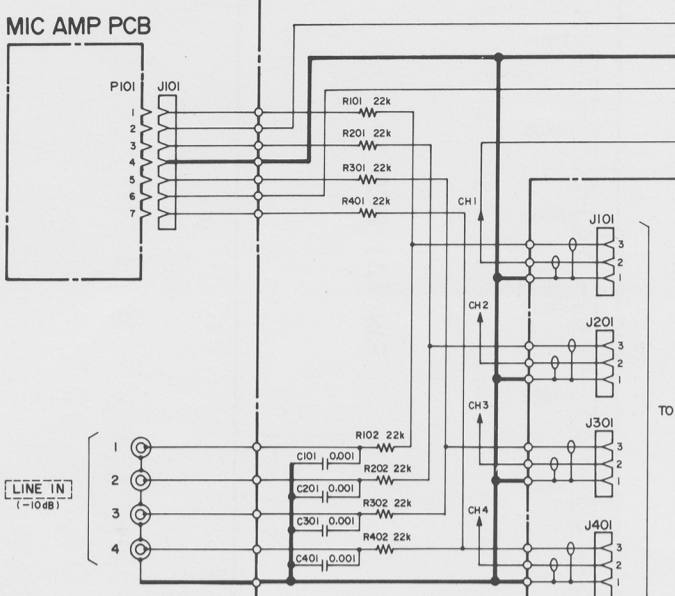 MIC AMP PCB
P101 J101
1
2
3
4
5
6
7
R101 22k
R201 22k
R301 22k
R401 22k
CH1
J101
3
2
1
CH2
J201
3
2
1
CH3
J301
3
2
1
CH4
J401
3
2
1
TO
LINE IN
(-10dB)
1
2
3
4
R102 22k
C101 0.001
R202 22k
C201 0.001
R302 22k
C301 0.001
R402 22k
C401 0.001